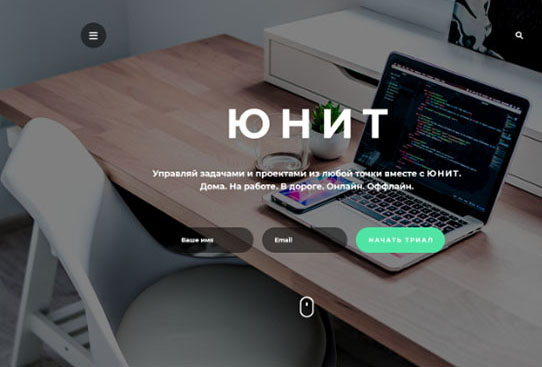 ЮНИТ
Управляй задачами и проектами из любой точки вместе с ЮНИТ.
Дома. На работе. В дороге. Онлайн. Оффлайн.
Ваше имя
Email
НАЧАТЬ ТРИАЛ